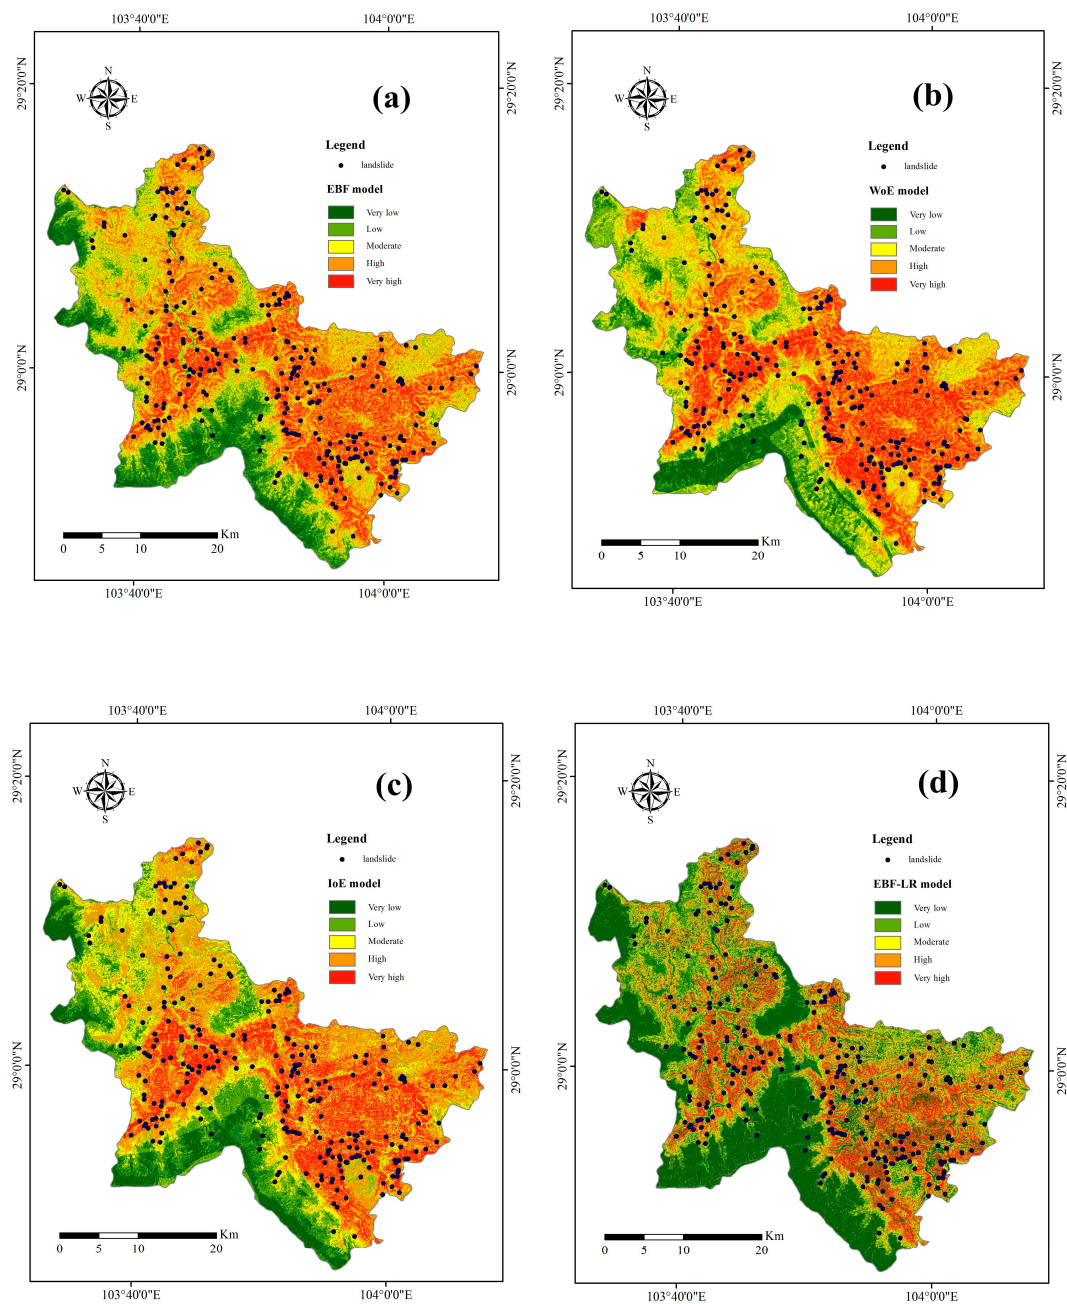 103°40'0"E 104°0'0"E
29°20'0"N 29°20'0"N
N
W E
S
(a)
Legend
landslide
EBF model
Very low
Low
Moderate
High
Very high
29°0'0"N 29°0'0"N
Km
0 5 10 20
103°40'0"E 104°0'0"E
103°40'0"E 104°0'0"E
29°20'0"N 29°20'0"N
N
W E
S
(b)
Legend
landslide
WoE model
Very low
Low
Moderate
High
Very high
29°0'0"N 29°0'0"N
Km
0 5 10 20
103°40'0"E 104°0'0"E
103°40'0"E 104°0'0"E
29°20'0"N 29°20'0"N
N
W E
S
(c)
Legend
landslide
IoE model
Very low
Low
Moderate
High
Very high
29°0'0"N 29°0'0"N
Km
0 5 10 20
103°40'0"E 104°0'0"E
103°40'0"E 104°0'0"E
29°20'0"N 29°20'0"N
N
W E
S
(d)
Legend
landslide
EBF-LR model
Very low
Low
Moderate
High
Very high
29°0'0"N 29°0'0"N
Km
0 5 10 20
103°40'0"E 104°0'0"E